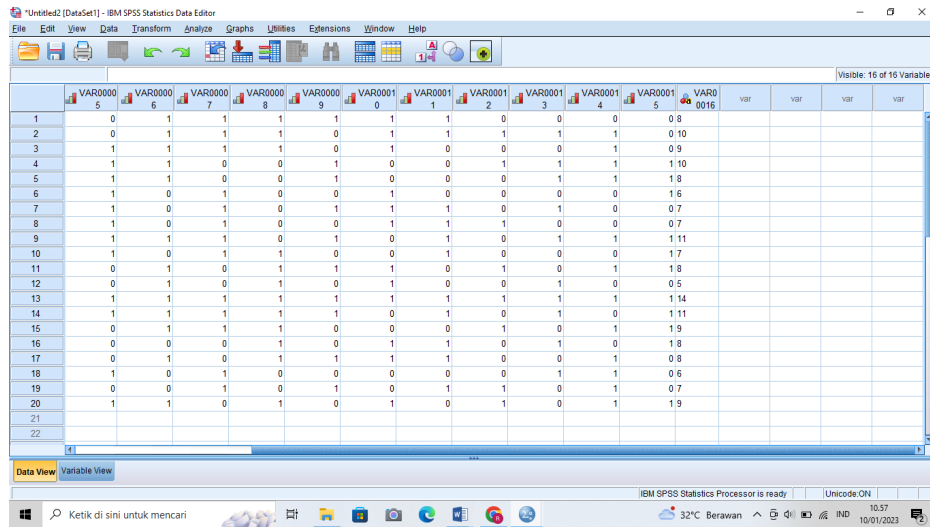 *Untitled2 [DataSet1] - IBM SPSS Statistics Data Editor
File Edit View Data Transform Analyze Graphs Utilities Extensions Window Help
Visible: 16 of 16 Variable
VAR00005 VAR00006 VAR00007 VAR00008 VAR00009 VAR00010 VAR00011 VAR00012 VAR00013 VAR00014 VAR00015 VAR00016 var var var var
1 0 1 1 1 1 1 1 0 0 0 0 8
2 0 1 1 1 0 1 1 1 0 1 0 10
3 1 1 1 0 1 1 0 0 0 1 0 9
4 1 1 0 0 1 0 0 1 1 1 1 10
5 1 1 0 0 1 0 0 0 1 1 1 8
6 1 0 1 0 0 1 0 0 0 0 1 6
7 1 0 1 0 1 1 1 0 1 0 0 7
8 1 1 1 0 0 1 1 1 0 0 0 7
9 1 1 1 0 1 0 1 0 1 1 1 11
10 1 0 1 1 0 1 1 1 0 0 1 7
11 0 1 0 1 1 1 0 1 0 1 1 8
12 0 0 1 1 0 1 1 0 1 0 0 5
13 1 1 1 1 0 1 1 1 1 1 1 14
14 1 1 1 1 0 0 1 1 0 1 1 11
15 0 1 1 1 0 0 0 1 0 1 1 9
16 0 0 0 1 0 1 0 1 1 0 1 8
17 0 1 0 1 1 1 1 0 0 1 0 8
18 1 0 1 0 0 0 0 0 1 1 0 6
19 0 0 1 0 1 0 1 1 0 1 0 7
20 1 1 0 1 0 1 0 1 0 1 1 9
21
22
Data View Variable View
IBM SPSS Statistics Processor is ready Unicode:ON
Ketik di sini untuk mencari
32°C Berawan IND 10.57
10/01/2023
2